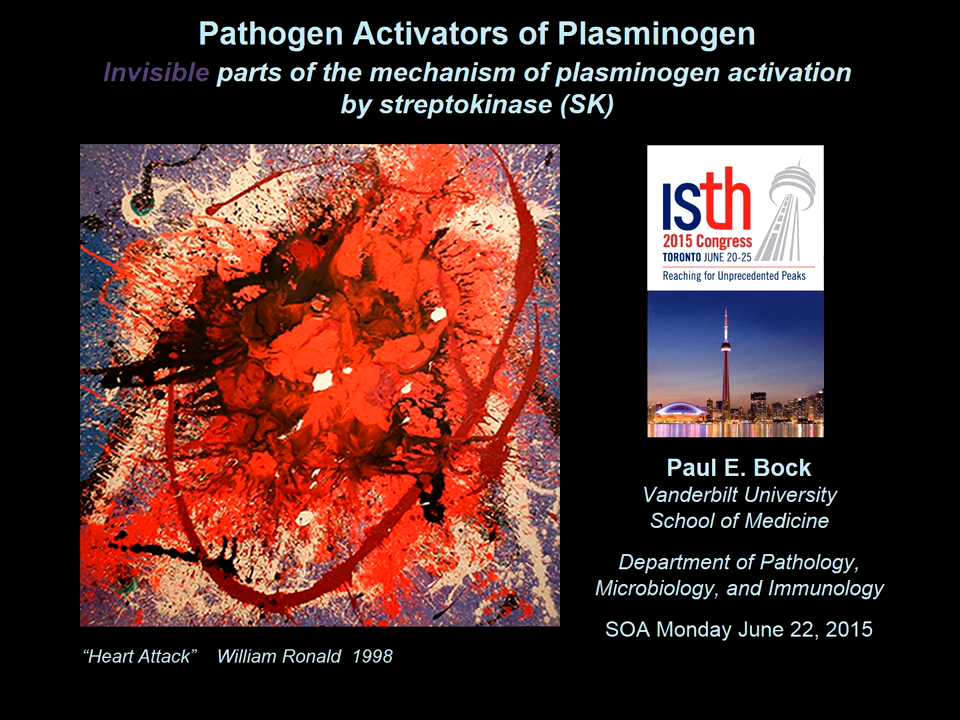 Pathogen Activators of Plasminogen
Invisible parts of the mechanism of plasminogen activation
by streptokinase (SK)
isth
2015 Congress
TORONTO JUNE 20-25
Reaching for Unprecedented Peaks
Paul E. Bock
Vanderbilt University
School of Medicine
Department of Pathology,
Microbiology, and Immunology
SOA Monday June 22, 2015
“Heart Attack” William Ronald 1998